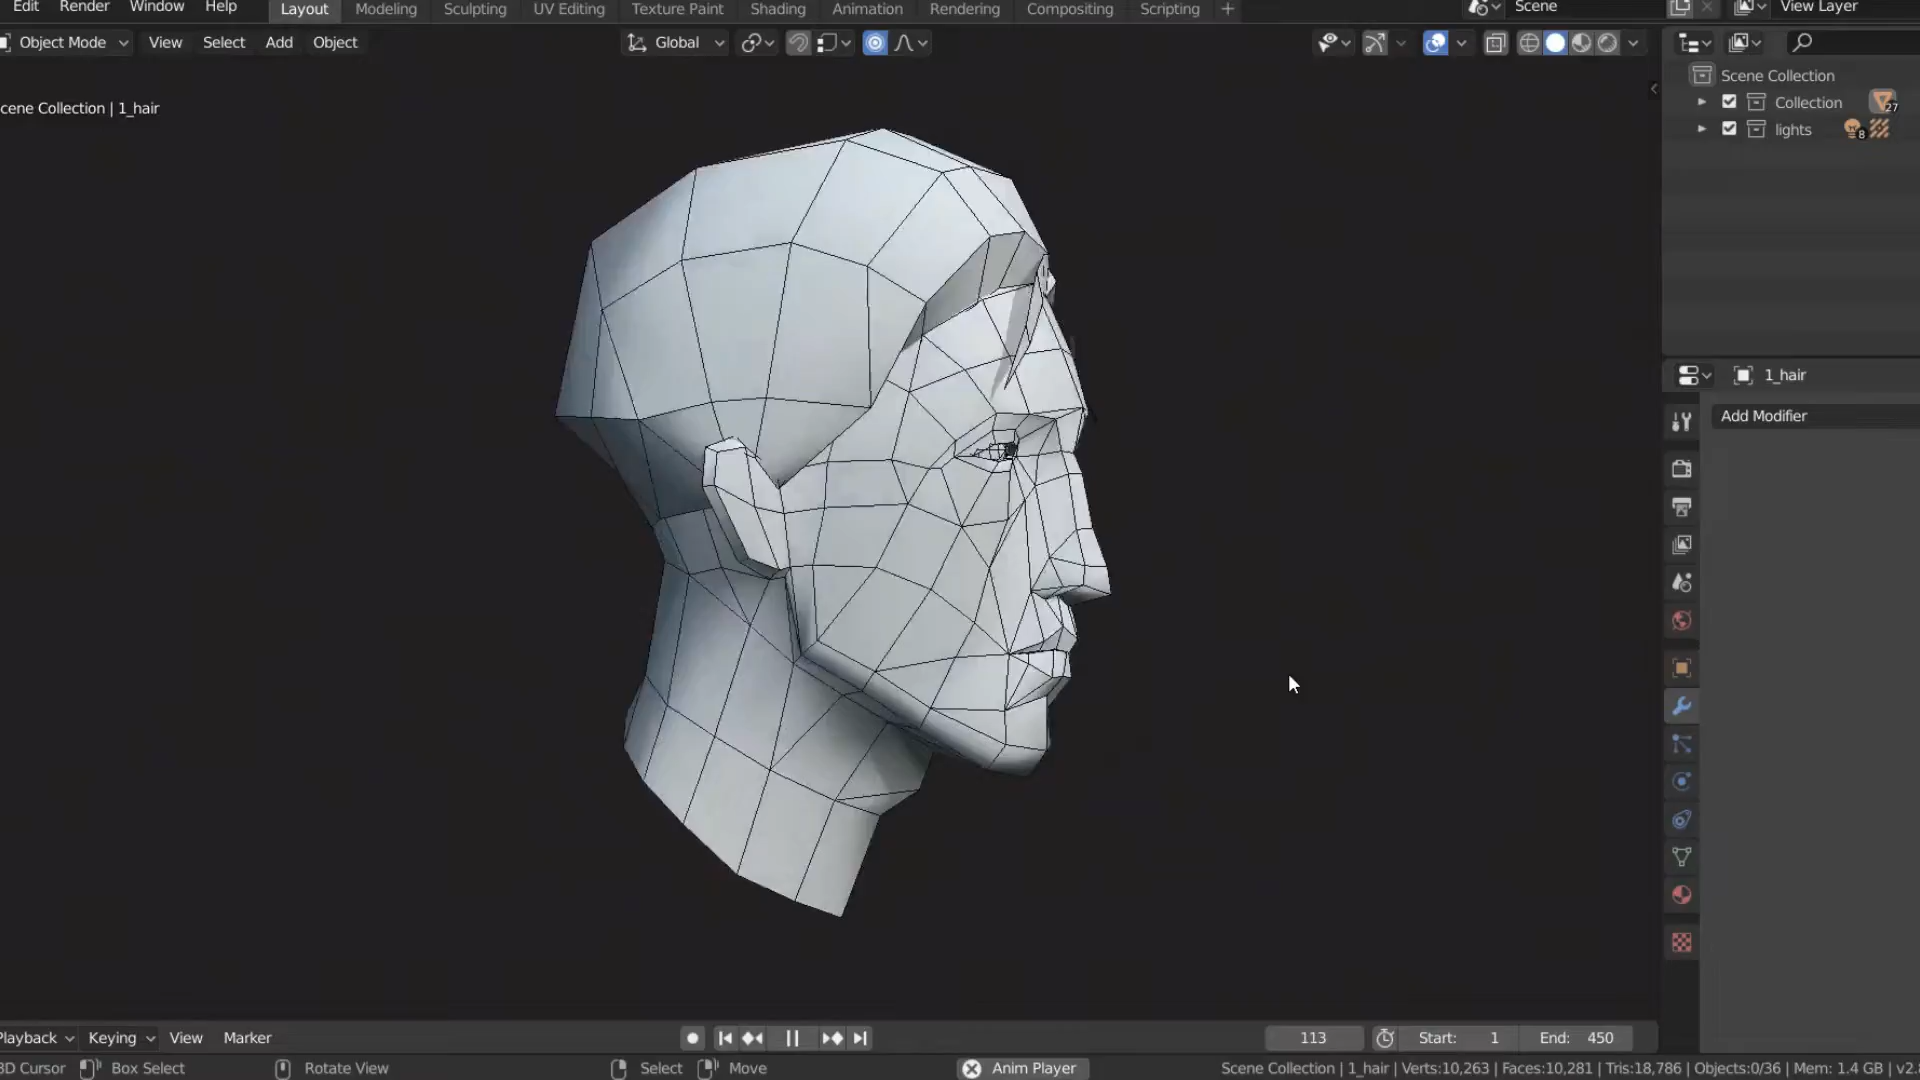 Edit Render Window Help Layout Modeling Sculpting UV Editing Texture Paint Shading Animation Rendering Compositing Scripting + Scene View Layer
Object Mode View Select Add Object Global
cene Collection | 1_hair
Scene Collection
Collection 27
lights 8
1_hair
Add Modifier
Playback Keying View Marker 113 Start: 1 End: 450
3D Cursor Box Select Rotate View Select Move Anim Player Scene Collection | 1_hair | Verts:10,263 | Faces:10,281 | Tris:18,786 | Objects:0/36 | Mem: 1.4 GB | v2.